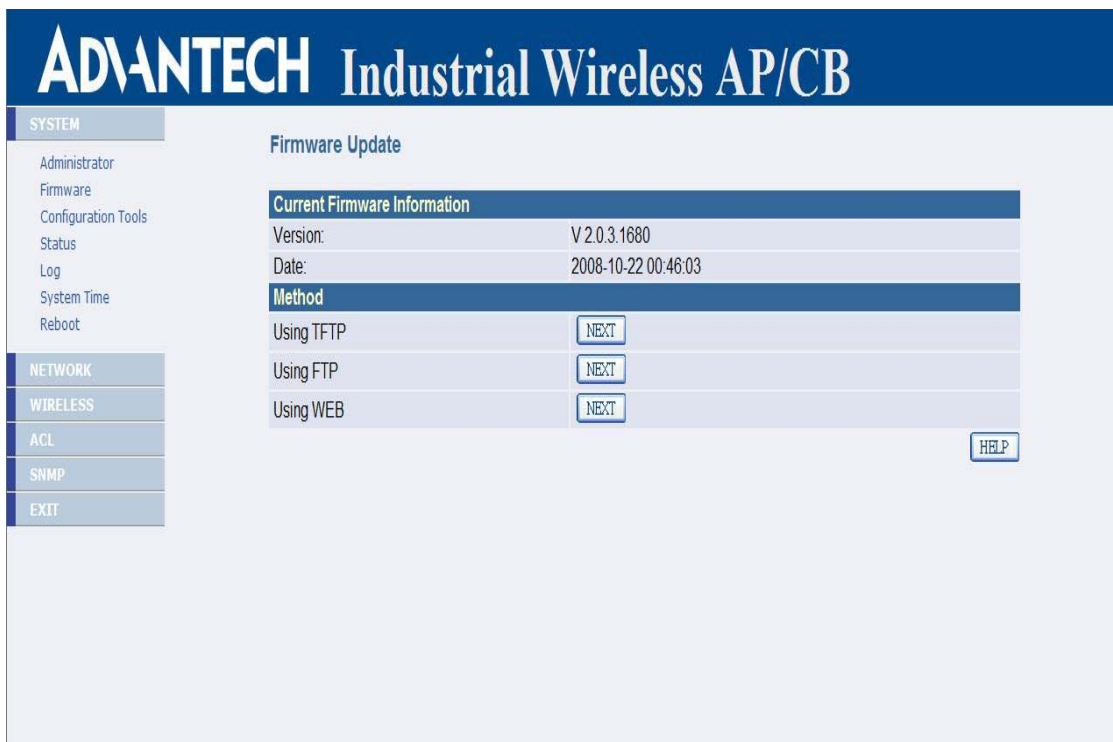 ADVANTECH Industrial Wireless AP/CB
SYSTEM
Administrator
Firmware
Configuration Tools
Status
Log
System Time
Reboot
NETWORK
WIRELESS
ACL
SNMP
EXIT
Firmware Update
Current Firmware Information
Version: V 2.0.3.1680
Date: 2008-10-22 00:46:03
Method
Using TFTP NEXT
Using FTP NEXT
Using WEB NEXT
HELP